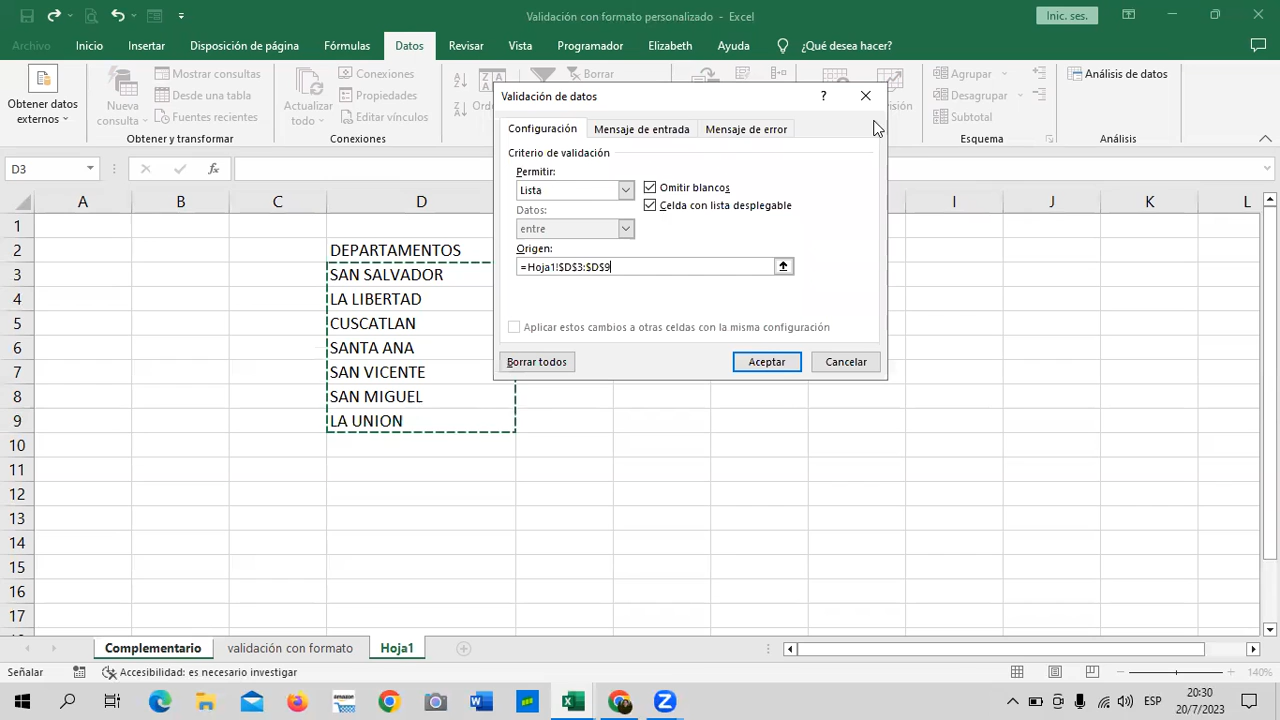 Validación con formato personalizado - Excel
Inic. ses.
Archivo Inicio Insertar Disposición de página Fórmulas Datos Revisar Vista Programador Elizabeth Ayuda ¿Qué desea hacer?
Obtener datos externos
Nueva consulta
Mostrar consultas
Desde una tabla
Fuentes recientes
Obtener y transformar
Actualizar todo
Conexiones
Propiedades
Editar vínculos
Conexiones
Borrar
Agrupar
Desagrupar
Subtotal
Esquema
Análisis de datos
Análisis
Validación de datos
?
Configuración Mensaje de entrada Mensaje de error
Criterio de validación
Permitir:
Lista
Omitir blancos
Celda con lista desplegable
Datos:
entre
Origen:
=Hoja1!$D$3:$D$9
Aplicar estos cambios a otras celdas con la misma configuración
Borrar todos Aceptar Cancelar
D3 fx
A B C D I J K L
1
2 DEPARTAMENTOS
3 SAN SALVADOR
4 LA LIBERTAD
5 CUSCATLAN
6 SANTA ANA
7 SAN VICENTE
8 SAN MIGUEL
9 LA UNION
10
11
12
13
14
15
16
17
Complementario validación con formato Hoja1
Señalar Accesibilidad: es necesario investigar 140%
amazon
ESP
20:30
20/7/2023